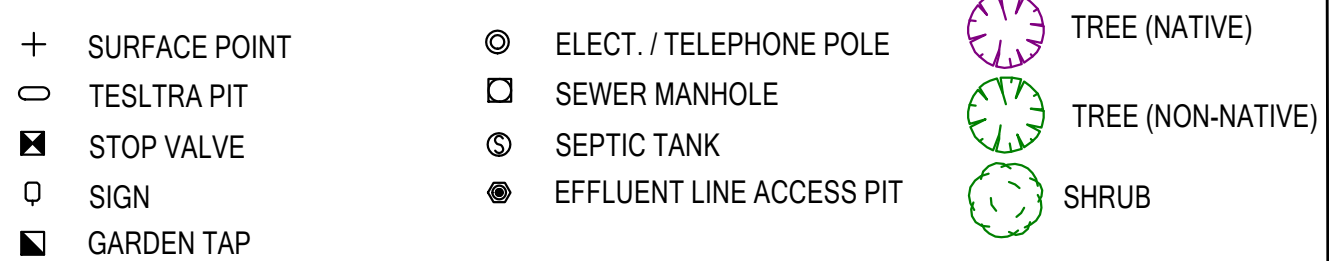 SURFACE POINT
TESLTRA PIT
STOP VALVE
SIGN
GARDEN TAP
ELECT. / TELEPHONE POLE
SEWER MANHOLE
S SEPTIC TANK
EFFLUENT LINE ACCESS PIT
TREE (NATIVE)
TREE (NON-NATIVE)
SHRUB